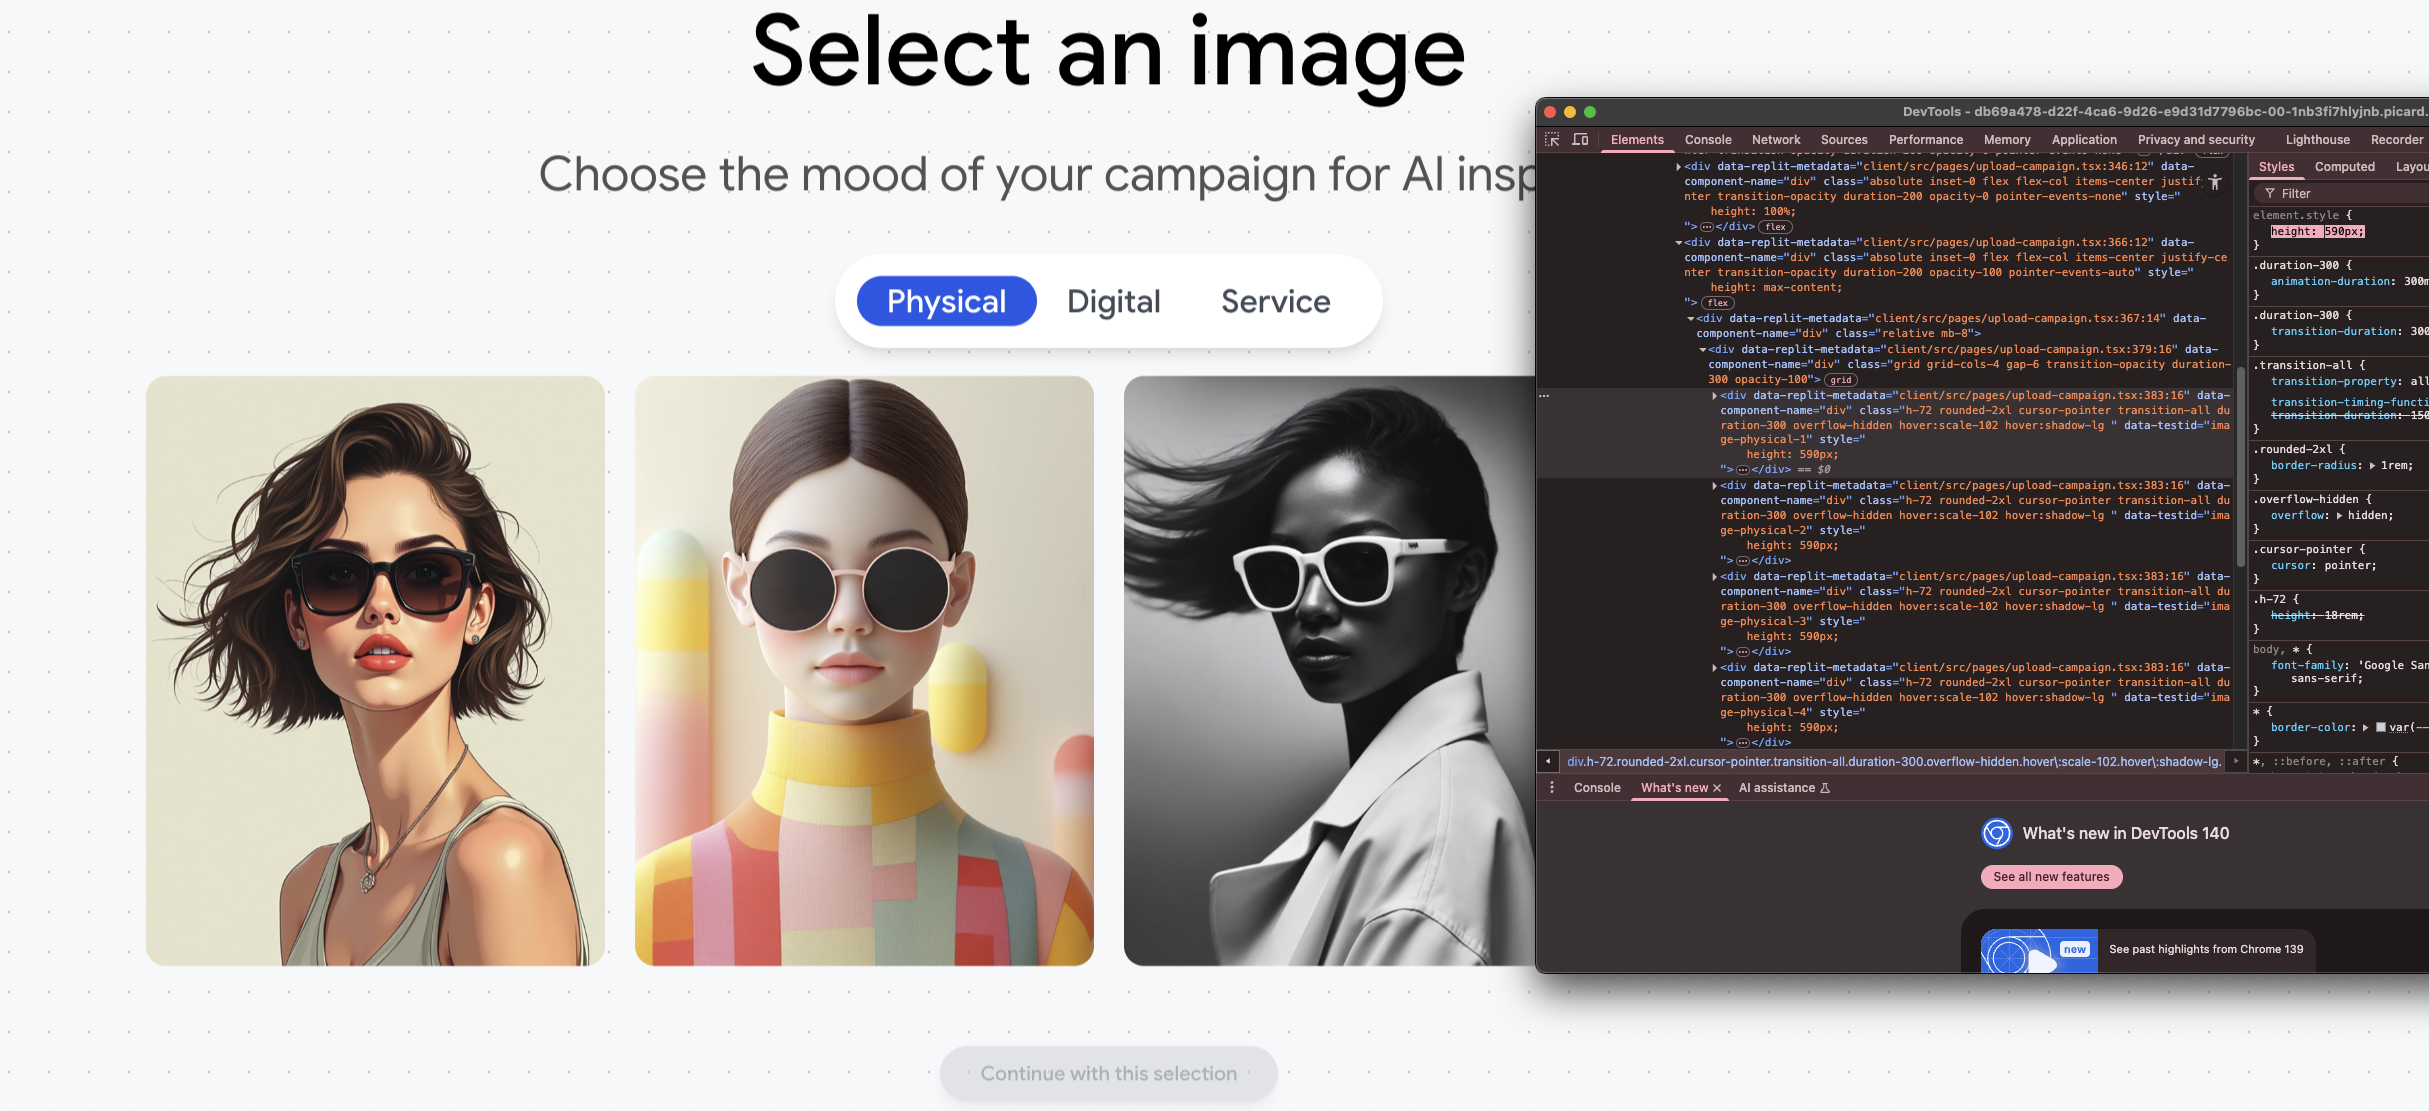 Select an image
Choose the mood of your campaign for AI insp
Physical
Digital
Service
Continue with this selection
DevTools - db69a478-d22f-4ca6-9d26-e9d31d7796bc-00-1nb3fi7hlyjnb.picard.
Elements
Console
Network
Sources
Performance
Memory
Application
Privacy and security
Lighthouse
Recorder
<div data-replit-metadata="client/src/pages/upload-campaign.tsx:346:12" data-
component-name="div" class="absolute inset-0 flex flex-col items-center justif
nter transition-opacity duration-200 opacity-0 pointer-events-none" style="
height: 100%;
">…</div> flex
<div data-replit-metadata="client/src/pages/upload-campaign.tsx:366:12" data-
component-name="div" class="absolute inset-0 flex flex-col items-center justify-ce
nter transition-opacity duration-200 opacity-100 pointer-events-auto" style="
height: max-content;
"> flex
<div data-replit-metadata="client/src/pages/upload-campaign.tsx:367:14" data-
component-name="div" class="relative mb-8">
<div data-replit-metadata="client/src/pages/upload-campaign.tsx:379:16" data-
component-name="div" class="grid grid-cols-4 gap-6 transition-opacity duration-
300 opacity-100"> grid
<div data-replit-metadata="client/src/pages/upload-campaign.tsx:383:16" data-
component-name="div" class="h-72 rounded-2xl cursor-pointer transition-all du
ration-300 overflow-hidden hover:scale-102 hover:shadow-lg " data-testid="ima
ge-physical-1" style="
height: 590px;
">…</div> == $0
<div data-replit-metadata="client/src/pages/upload-campaign.tsx:383:16" data-
component-name="div" class="h-72 rounded-2xl cursor-pointer transition-all du
ration-300 overflow-hidden hover:scale-102 hover:shadow-lg " data-testid="ima
ge-physical-2" style="
height: 590px;
">…</div>
<div data-replit-metadata="client/src/pages/upload-campaign.tsx:383:16" data-
component-name="div" class="h-72 rounded-2xl cursor-pointer transition-all du
ration-300 overflow-hidden hover:scale-102 hover:shadow-lg " data-testid="ima
ge-physical-3" style="
height: 590px;
">…</div>
<div data-replit-metadata="client/src/pages/upload-campaign.tsx:383:16" data-
component-name="div" class="h-72 rounded-2xl cursor-pointer transition-all du
ration-300 overflow-hidden hover:scale-102 hover:shadow-lg " data-testid="ima
ge-physical-4" style="
height: 590px;
">…</div>
div.h-72.rounded-2xl.cursor-pointer.transition-all.duration-300.overflow-hidden.hover\:scale-102.hover\:shadow-lg.
Styles
Computed
Layou
Filter
element.style {
height: 590px;
}
.duration-300 {
animation-duration: 300m
}
.duration-300 {
transition-duration: 300
}
.transition-all {
transition-property: all
transition-timing-functi
transition-duration: 150
}
.rounded-2xl {
border-radius: 1rem;
}
.overflow-hidden {
overflow: hidden;
}
.cursor-pointer {
cursor: pointer;
}
.h-72 {
height: 18rem;
}
body, * {
font-family: 'Google San
sans-serif;
}
* {
border-color: var(--
}
*, ::before, ::after {
Console
What's new
AI assistance
What's new in DevTools 140
See all new features
new
See past highlights from Chrome 139